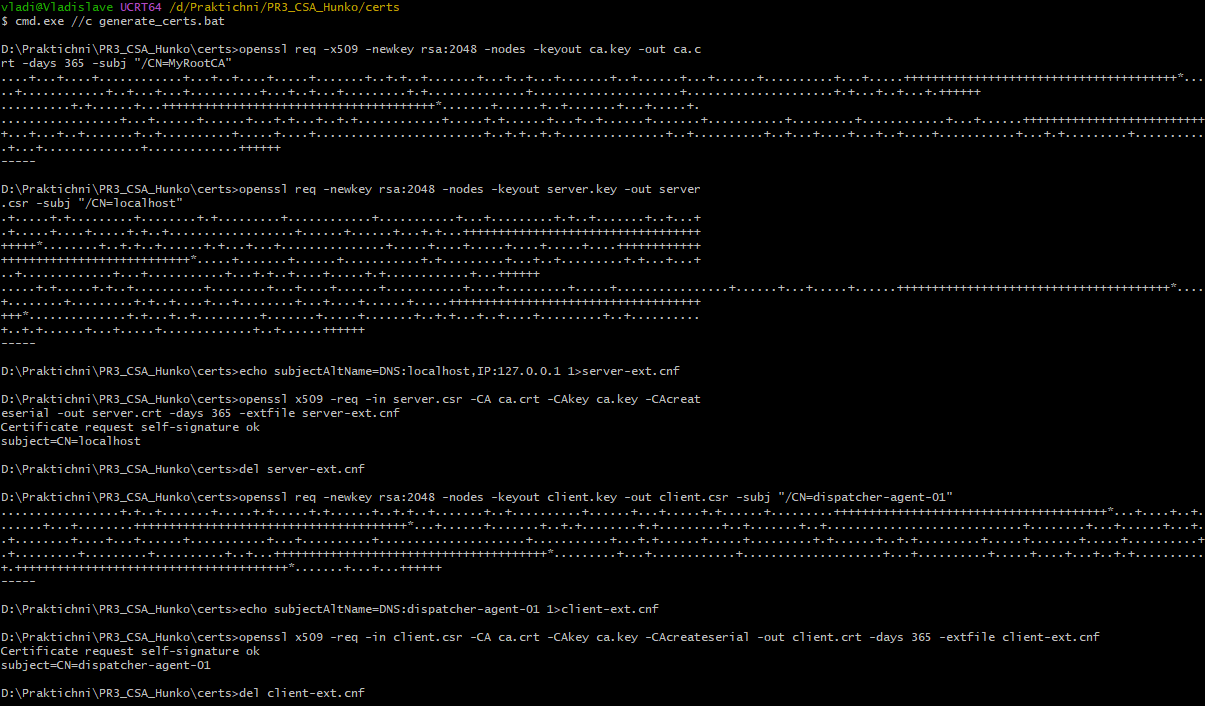 vladi@Vladislave UCRT64 /d/Praktichni/PR3_CSA_Hunko/certs
$ cmd.exe //c generate_certs.bat
D:\Praktichni\PR3_CSA_Hunko\certs>openssl req -x509 -newkey rsa:2048 -nodes -keyout ca.key -out ca.c
rt -days 365 -subj "/CN=MyRootCA"
-----
D:\Praktichni\PR3_CSA_Hunko\certs>openssl req -newkey rsa:2048 -nodes -keyout server.key -out server
.csr -subj "/CN=localhost"
-----
D:\Praktichni\PR3_CSA_Hunko\certs>echo subjectAltName=DNS:localhost,IP:127.0.0.1 1>server-ext.cnf
D:\Praktichni\PR3_CSA_Hunko\certs>openssl x509 -req -in server.csr -CA ca.crt -CAkey ca.key -CAcreat
eserial -out server.crt -days 365 -extfile server-ext.cnf
Certificate request self-signature ok
subject=CN=localhost
D:\Praktichni\PR3_CSA_Hunko\certs>del server-ext.cnf
D:\Praktichni\PR3_CSA_Hunko\certs>openssl req -newkey rsa:2048 -nodes -keyout client.key -out client.csr -subj "/CN=dispatcher-agent-01"
-----
D:\Praktichni\PR3_CSA_Hunko\certs>echo subjectAltName=DNS:dispatcher-agent-01 1>client-ext.cnf
D:\Praktichni\PR3_CSA_Hunko\certs>openssl x509 -req -in client.csr -CA ca.crt -CAkey ca.key -CAcreateserial -out client.crt -days 365 -extfile client-ext.cnf
Certificate request self-signature ok
subject=CN=dispatcher-agent-01
D:\Praktichni\PR3_CSA_Hunko\certs>del client-ext.cnf